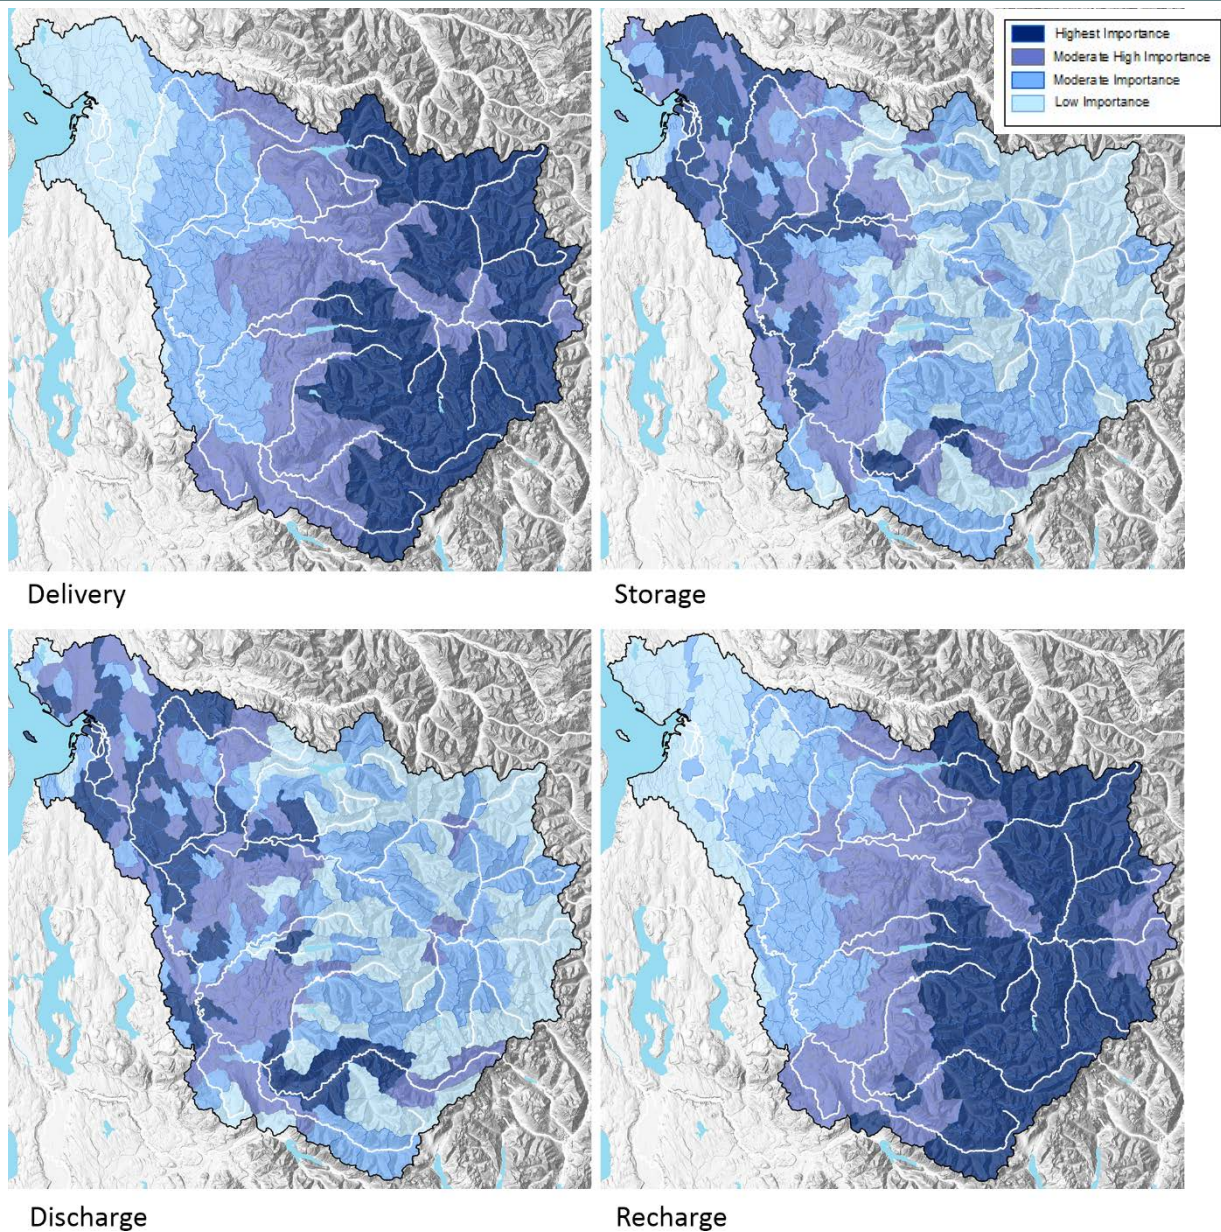 Highest Importance
Moderate High Importance
Moderate Importance
Low Importance
Delivery
Storage
Discharge
Recharge